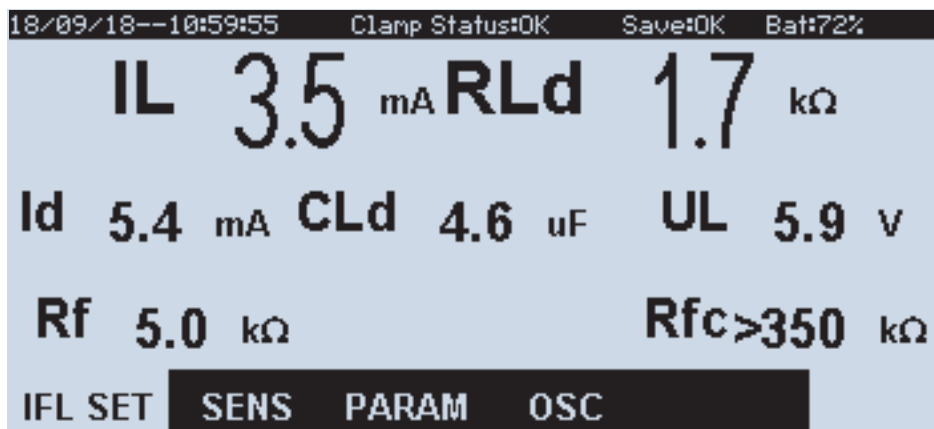 18/09/18--10:59:55 Clamp Status:OK Save:OK Bat:72%
IL 3.5 mA RLd 1.7 kΩ
Id 5.4 mA CLd 4.6 uF UL 5.9 V
Rf 5.0 kΩ Rfc >350 kΩ
IFL SET SENS PARAM OSC